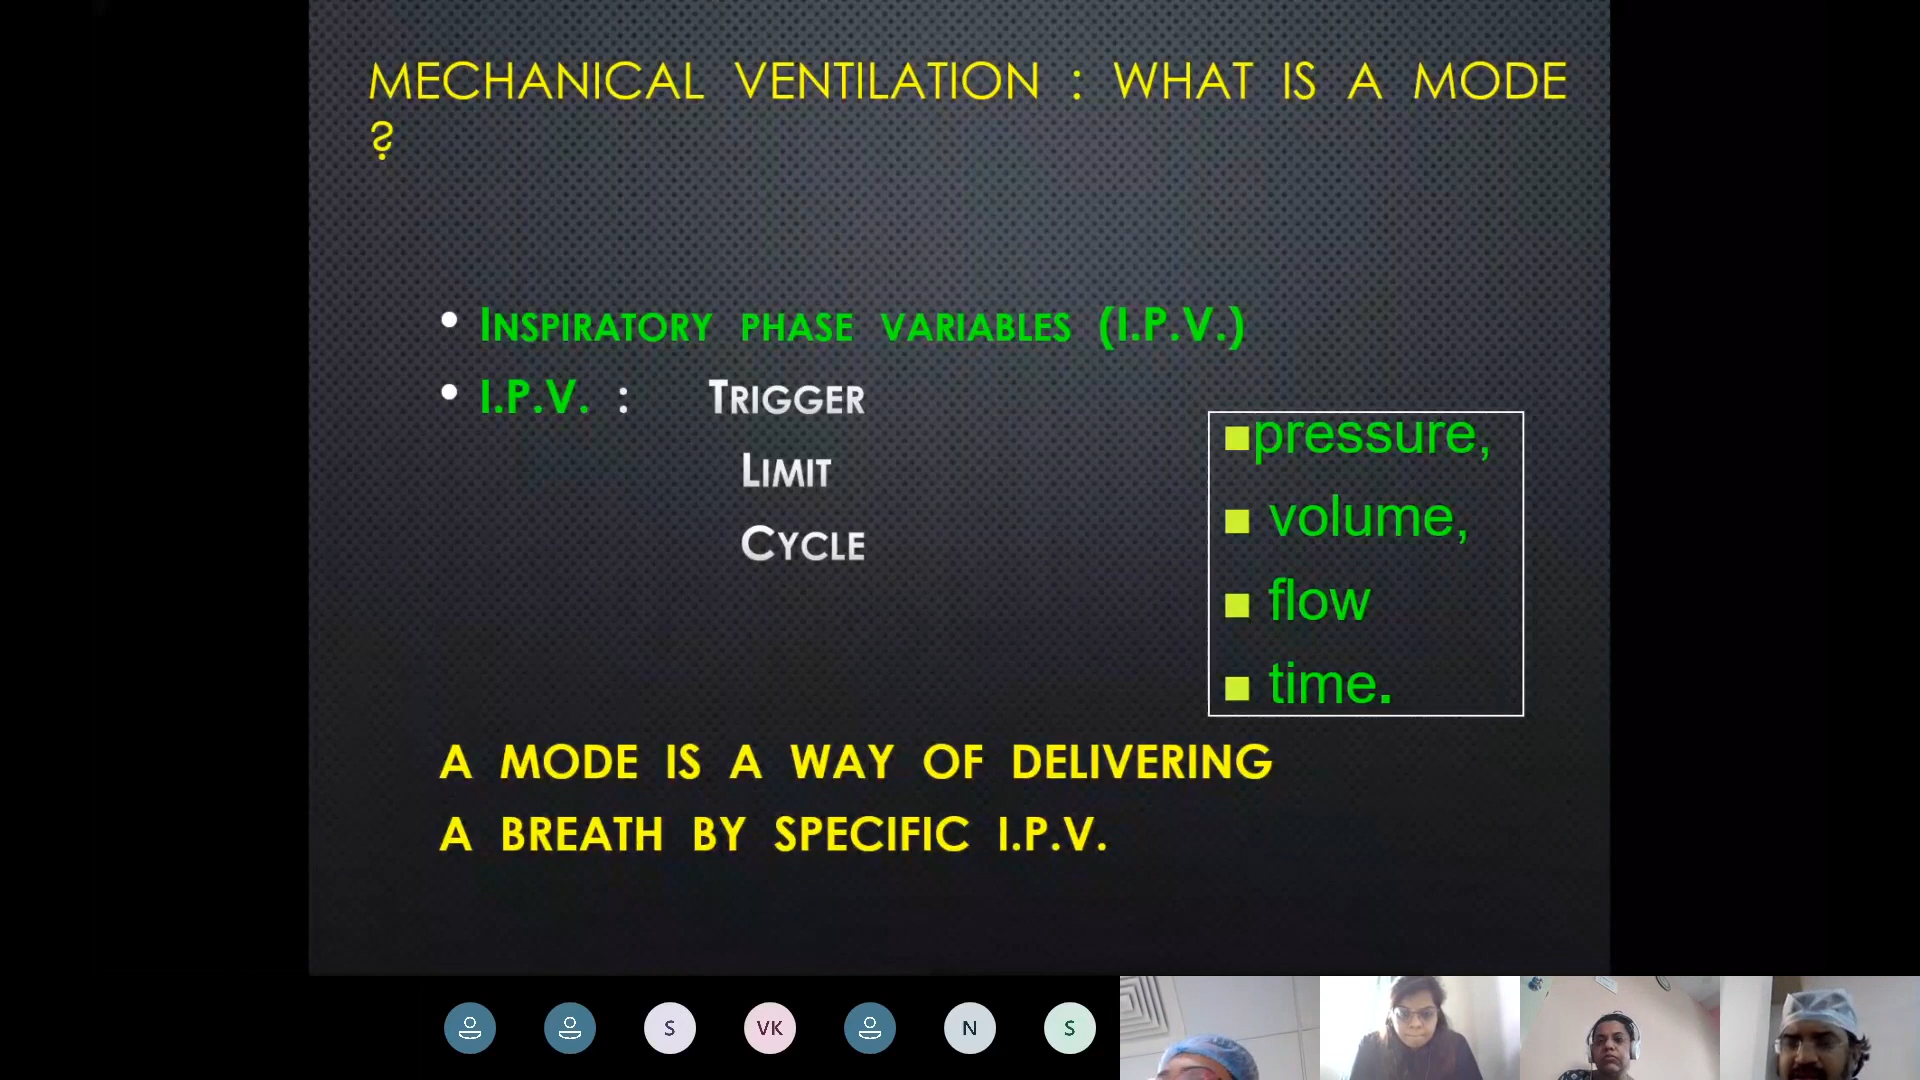 MECHANICAL VENTILATION : WHAT IS A MODE
?
• INSPIRATORY PHASE VARIABLES (I.P.V.)
• I.P.V. : TRIGGER
LIMIT
CYCLE
■pressure,
■ volume,
■ flow
■ time.
A MODE IS A WAY OF DELIVERING
A BREATH BY SPECIFIC I.P.V.
S VK N S